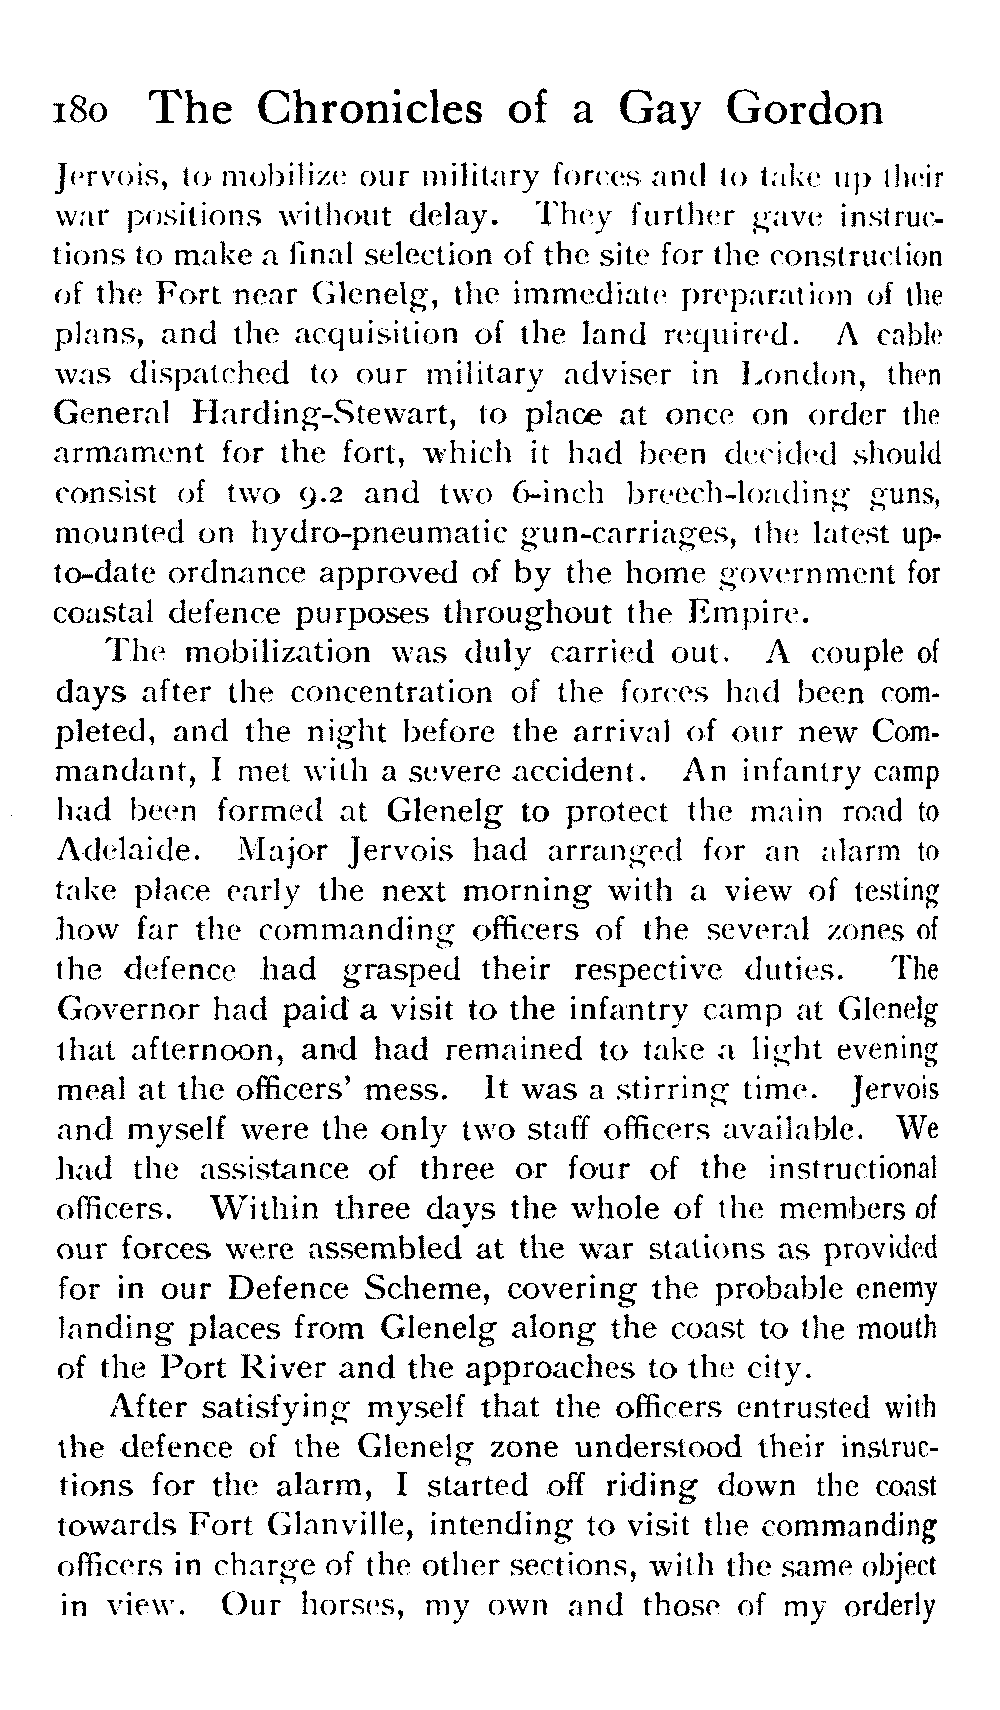 180 The Chronicles of a Gay Gordon
Jervois, to mobilize our military forces and to take up their
war positions without delay. They further gave instruc-
tions to make a final selection of the site for the construction
of the Fort near Glenelg, the immediate preparation of the
plans, and the acquisition of the land required. A cable
was dispatched to our military adviser in London, then
General Harding-Stewart, to place at once on order the
armament for the fort, which it had been decided should
consist of two 9.2 and two 6-inch breech-loading guns,
mounted on hydro-pneumatic gun-carriages, the latest up-
to-date ordnance approved of by the home government for
coastal defence purposes throughout the Empire.
The mobilization was duly carried out. A couple of
days after the concentration of the forces had been com-
pleted, and the night before the arrival of our new Com-
mandant, I met with a severe accident. An infantry camp
had been formed at Glenelg to protect the main road to
Adelaide. Major Jervois had arranged for an alarm to
take place early the next morning with a view of testing
how far the commanding officers of the several zones of
the defence had grasped their respective duties. The
Governor had paid a visit to the infantry camp at Glenelg
that afternoon, and had remained to take a light evening
meal at the officers' mess. It was a stirring time. Jervois
and myself were the only two staff officers available. We
had the assistance of three or four of the instructional
officers. Within three days the whole of the members of
our forces were assembled at the war stations as provided
for in our Defence Scheme, covering the probable enemy
landing places from Glenelg along the coast to the mouth
of the Port River and the approaches to the city.
After satisfying myself that the officers entrusted with
the defence of the Glenelg zone understood their instruc-
tions for the alarm, I started off riding down the coast
towards Fort Glanville, intending to visit the commanding
officers in charge of the other sections, with the same object
in view. Our horses, my own and those of my orderly